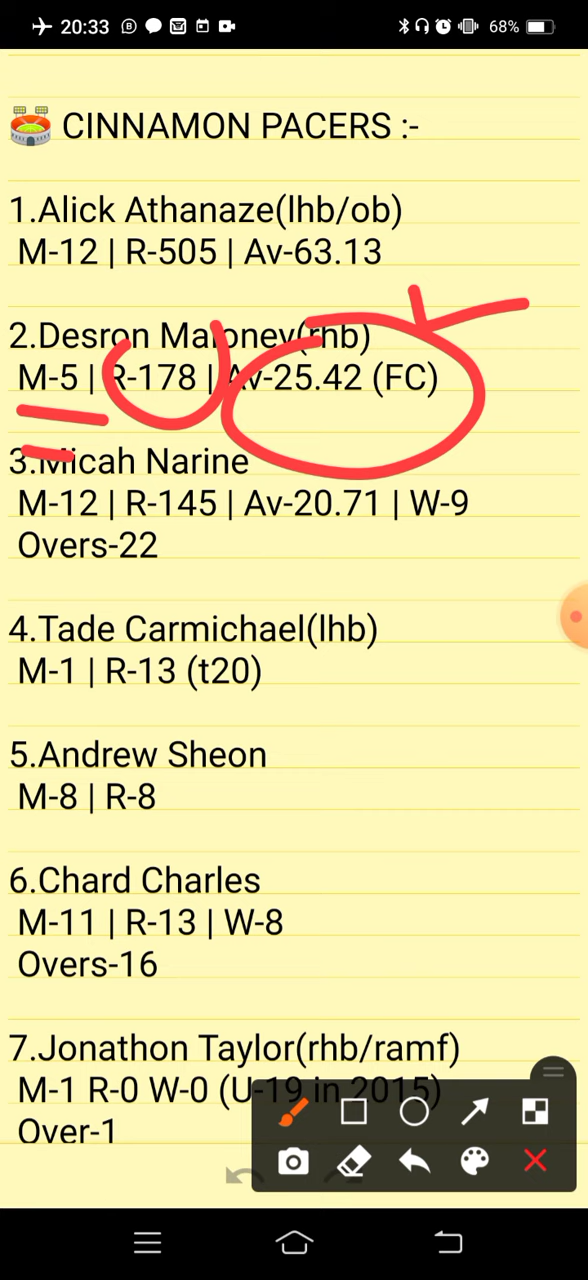 20:33
68%
CINNAMON PACERS :-
1.Alick Athanaze(lhb/ob)
M-12 | R-505 | Av-63.13
2.Desron Maloney(rhb)
M-5 | R-178 | Av-25.42 (FC)
3.Micah Narine
M-12 | R-145 | Av-20.71 | W-9
Overs-22
4.Tade Carmichael(lhb)
M-1 | R-13 (t20)
5.Andrew Sheon
M-8 | R-8
6.Chard Charles
M-11 | R-13 | W-8
Overs-16
7.Jonathon Taylor(rhb/ramf)
M-1 R-0 W-0 (U-19 in 2015)
Over-1